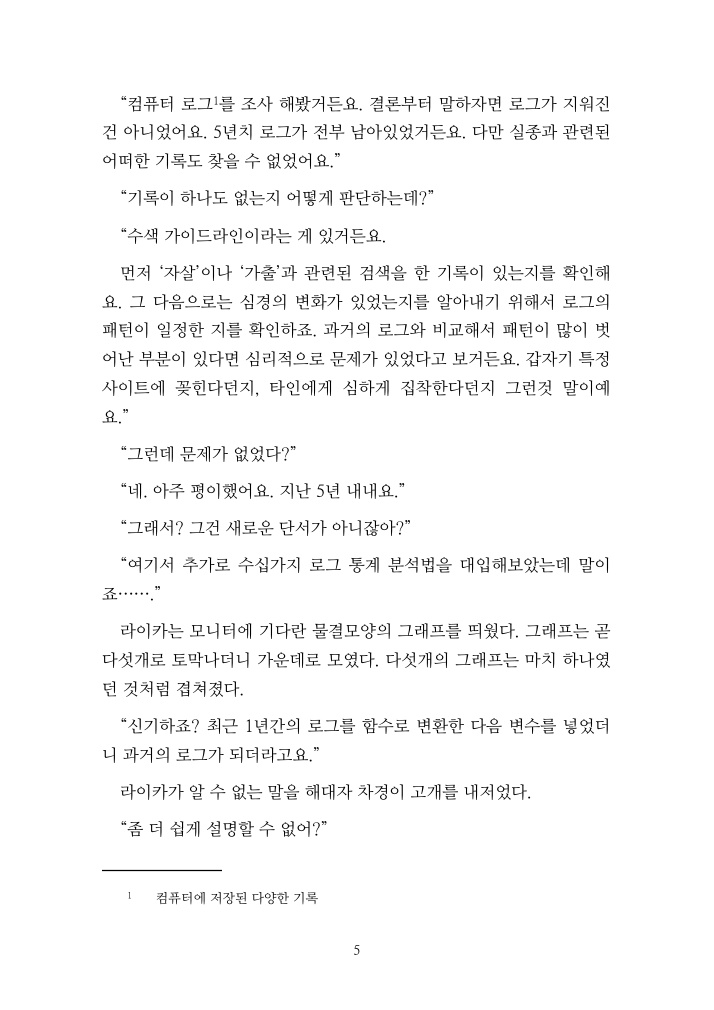 “컴퓨터 로그1를 조사 해봤거든요. 결론부터 말하자면 로그가 지워진
건 아니었어요. 5년치 로그가 전부 남아있었거든요. 다만 실종과 관련된
어떠한 기록도 찾을 수 없었어요.”
“기록이 하나도 없는지 어떻게 판단하는데?”
“수색 가이드라인이라는 게 있거든요.
먼저 ‘자살’이나 ‘가출’과 관련된 검색을 한 기록이 있는지를 확인해
요. 그 다음으로는 심경의 변화가 있었는지를 알아내기 위해서 로그의
패턴이 일정한 지를 확인하죠. 과거의 로그와 비교해서 패턴이 많이 벗
어난 부분이 있다면 심리적으로 문제가 있었다고 보거든요. 갑자기 특정
사이트에 꽂힌다던지, 타인에게 심하게 집착한다던지 그런것 말이예
요.”
“그런데 문제가 없었다?”
“네. 아주 평이했어요. 지난 5년 내내요.”
“그래서? 그건 새로운 단서가 아니잖아?”
“여기서 추가로 수십가지 로그 통계 분석법을 대입해보았는데 말이
죠…….”
라이카는 모니터에 기다란 물결모양의 그래프를 띄웠다. 그래프는 곧
다섯개로 토막나더니 가운데로 모였다. 다섯개의 그래프는 마치 하나였
던 것처럼 겹쳐졌다.
“신기하죠? 최근 1년간의 로그를 함수로 변환한 다음 변수를 넣었더
니 과거의 로그가 되더라고요.”
라이카가 알 수 없는 말을 해대자 차경이 고개를 내저었다.
“좀 더 쉽게 설명할 수 없어?”
1 컴퓨터에 저장된 다양한 기록
5